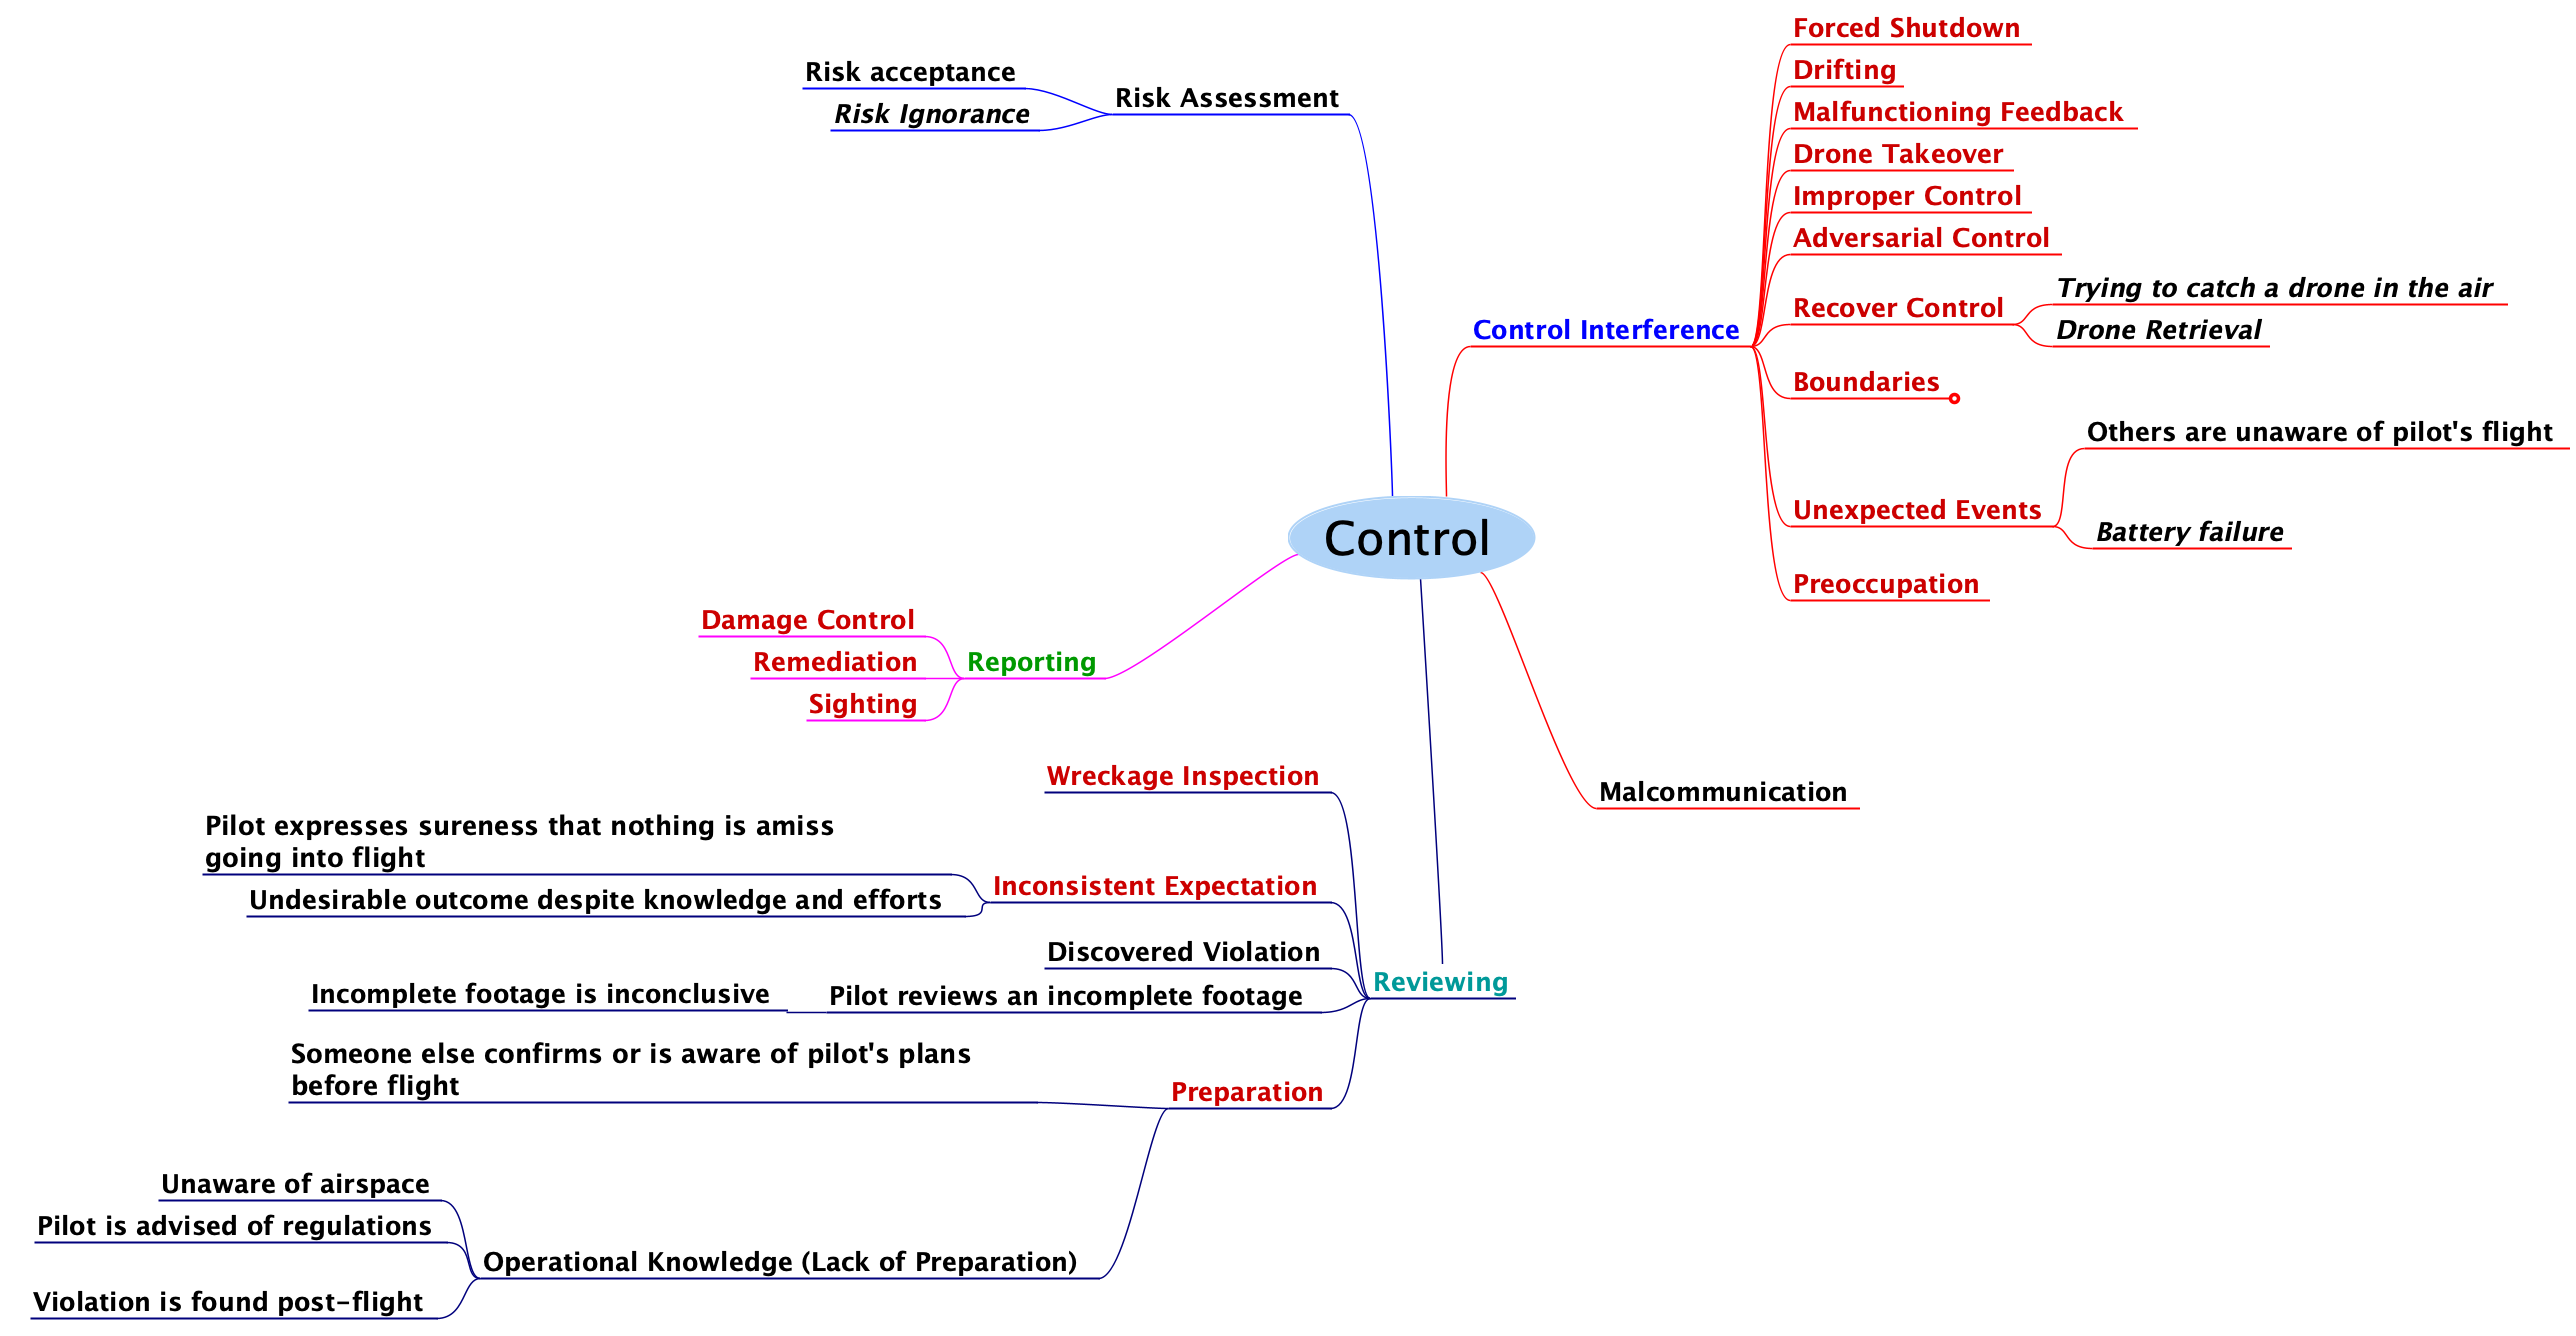 Risk acceptance
Risk Ignorance
Risk Assessment
Forced Shutdown
Drifting
Malfunctioning Feedback
Drone Takeover
Improper Control
Adversarial Control
Recover Control
Trying to catch a drone in the air
Drone Retrieval
Control Interference
Boundaries
Others are unaware of pilot's flight
Unexpected Events
Battery failure
Preoccupation
Control
Damage Control
Remediation
Sighting
Reporting
Malcommunication
Wreckage Inspection
Pilot expresses sureness that nothing is amiss
going into flight
Undesirable outcome despite knowledge and efforts
Inconsistent Expectation
Discovered Violation
Incomplete footage is inconclusive
Pilot reviews an incomplete footage
Reviewing
Someone else confirms or is aware of pilot's plans
before flight
Preparation
Unaware of airspace
Pilot is advised of regulations
Violation is found post-flight
Operational Knowledge (Lack of Preparation)